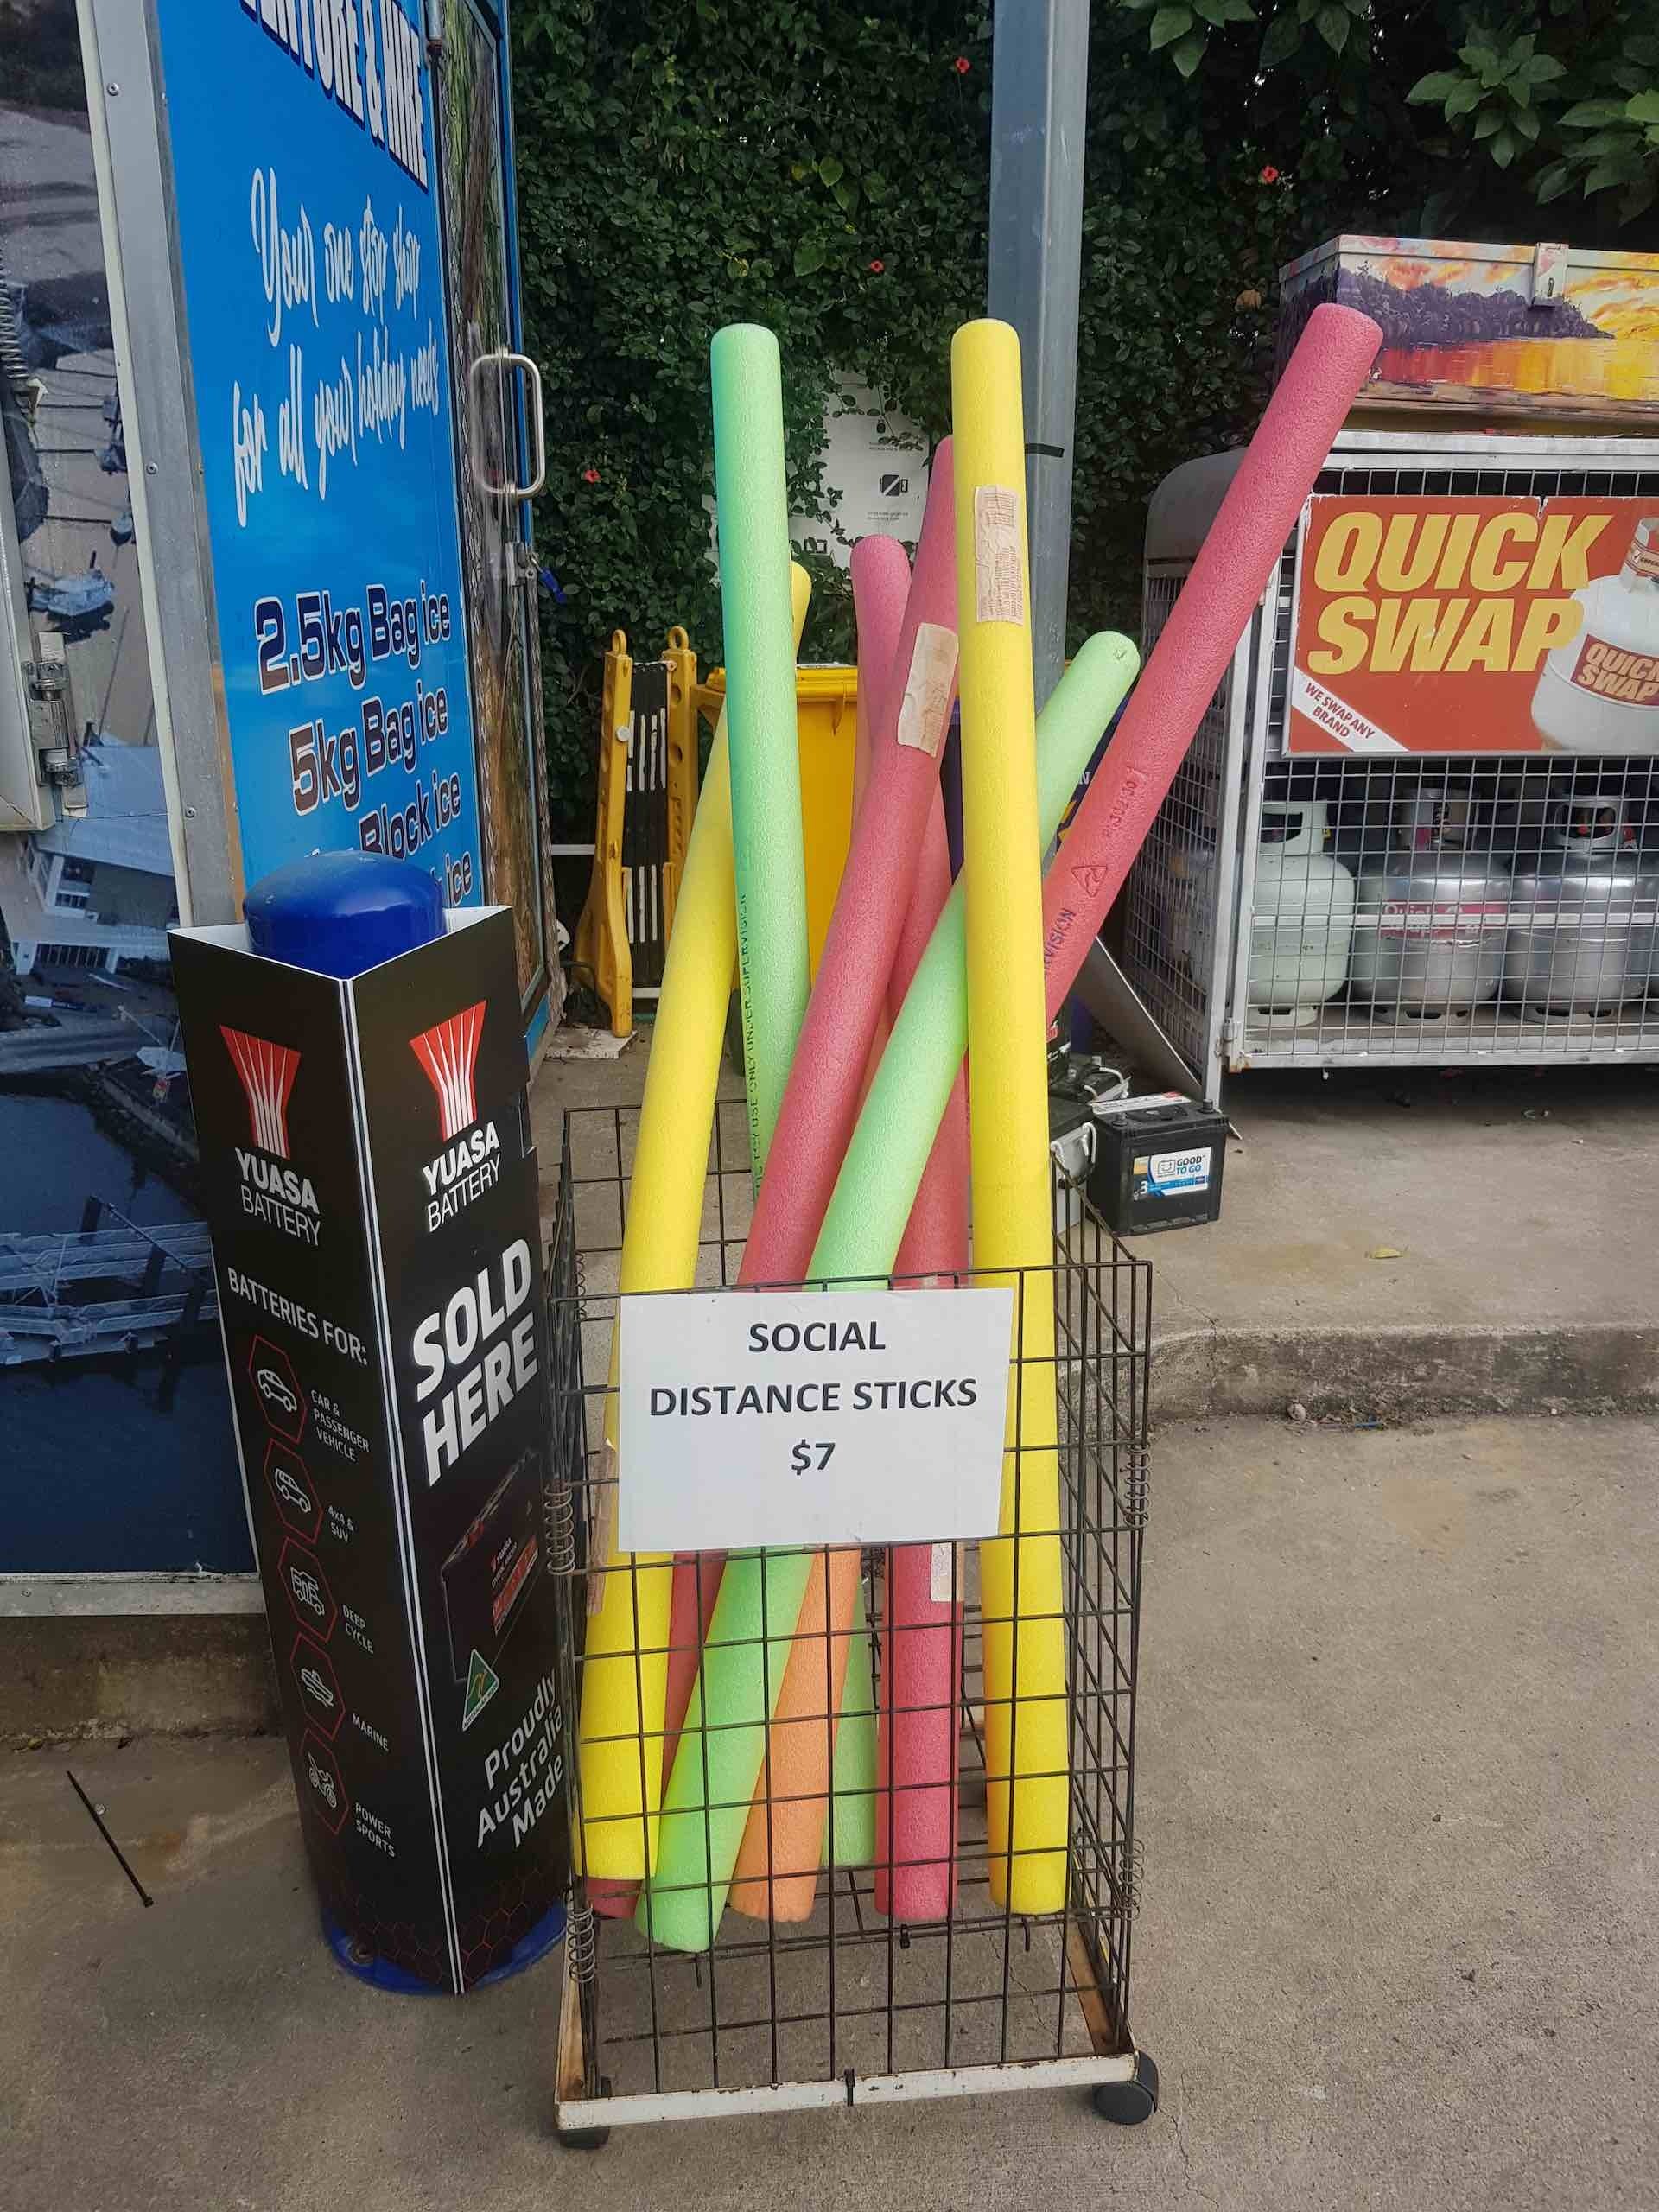 & HIRE
Your one stop shop
for all your holiday needs
2.5kg Bag ice
5kg Bag ice
Block ice
ice
QUICK
SWAP
WE SWAP ANY
BRAND
QUICK
SWAP
USE ONLY UNDER SUPERVISION
YUASA
BATTERY
BATTERIES FOR:
CAR &
PASSENGER
VEHICLE
4x4 &
SUV
DEEP
CYCLE
MARINE
POWER
SPORTS
YUASA
BATTERY
SOLD
HERE
Proudly
Australia
Made
GOOD
TO GO
3
SOCIAL
DISTANCE STICKS
$7